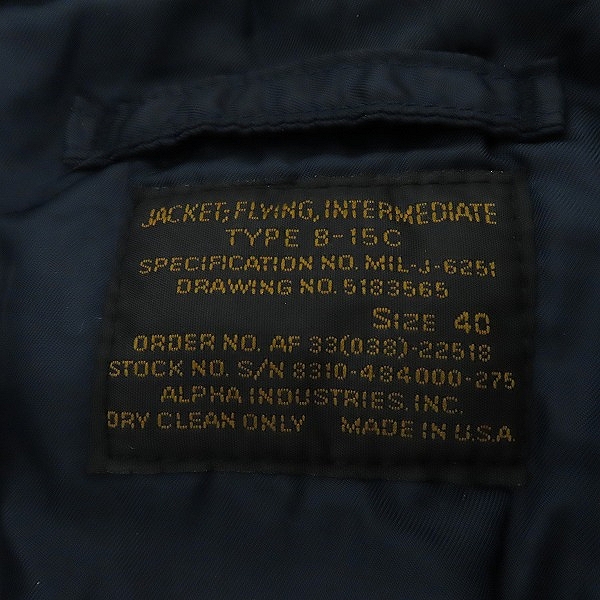 JACKET, FLYING, INTERMEDIATE
TYPE B-15C
SPECIFICATION NO. MIL-J-6251
DRAWING NO. 5183565
SIZE 40
ORDER NO. AF 33(038)-22518
STOCK NO. S/N 8310-484000-275
ALPHA INDUSTRIES, INC.
DRY CLEAN ONLY MADE IN U.S.A.